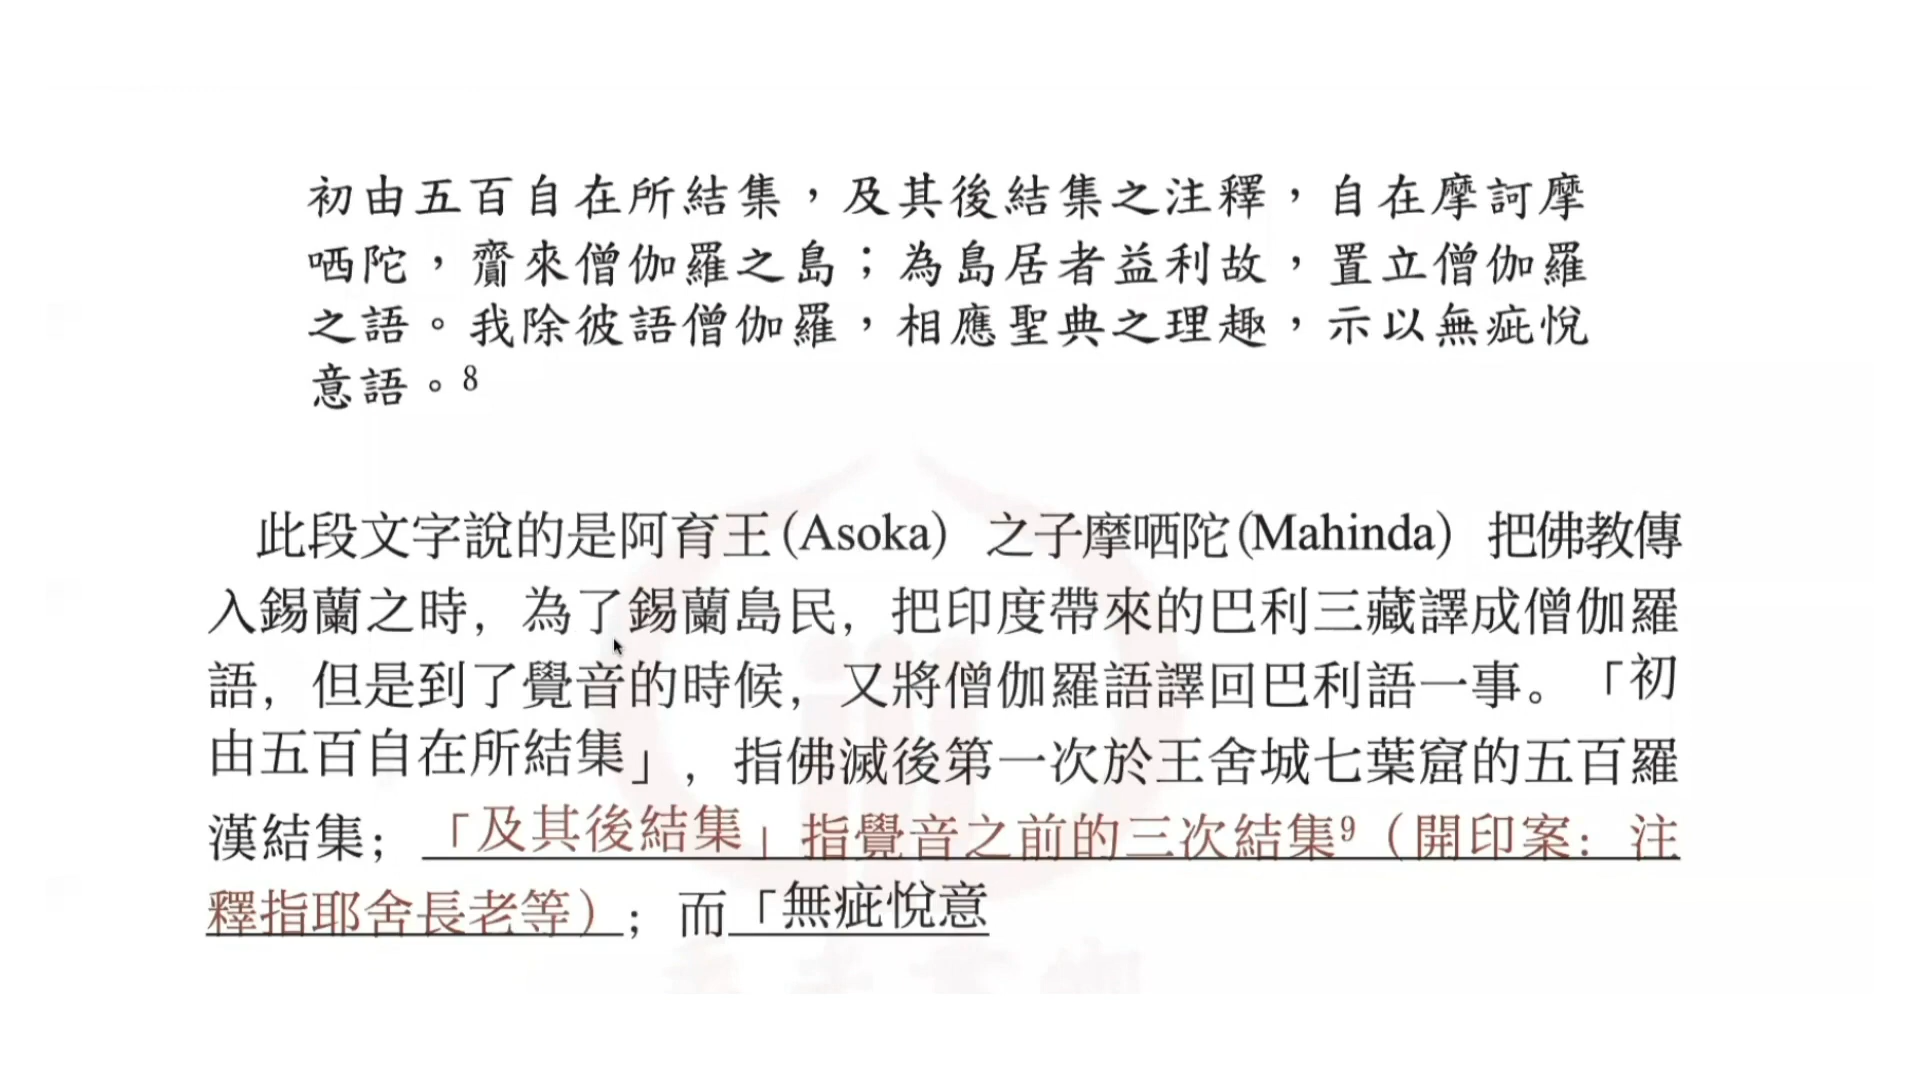 初由五百自在所結集，及其後結集之注釋，自在摩訶摩
哂陀，齎來僧伽羅之島；為島居者益利故，置立僧伽羅
之語。我除彼語僧伽羅，相應聖典之理趣，示以無疵悅
意語。8
此段文字說的是阿育王(Asoka) 之子摩哂陀(Mahinda) 把佛教傳
入錫蘭之時，為了錫蘭島民，把印度帶來的巴利三藏譯成僧伽羅
語，但是到了覺音的時候，又將僧伽羅語譯回巴利語一事。「初
由五百自在所結集」，指佛滅後第一次於王舍城七葉窟的五百羅
漢結集；「及其後結集」指覺音之前的三次結集9（開印案：注
釋指耶舍長老等）；而「無疵悅意